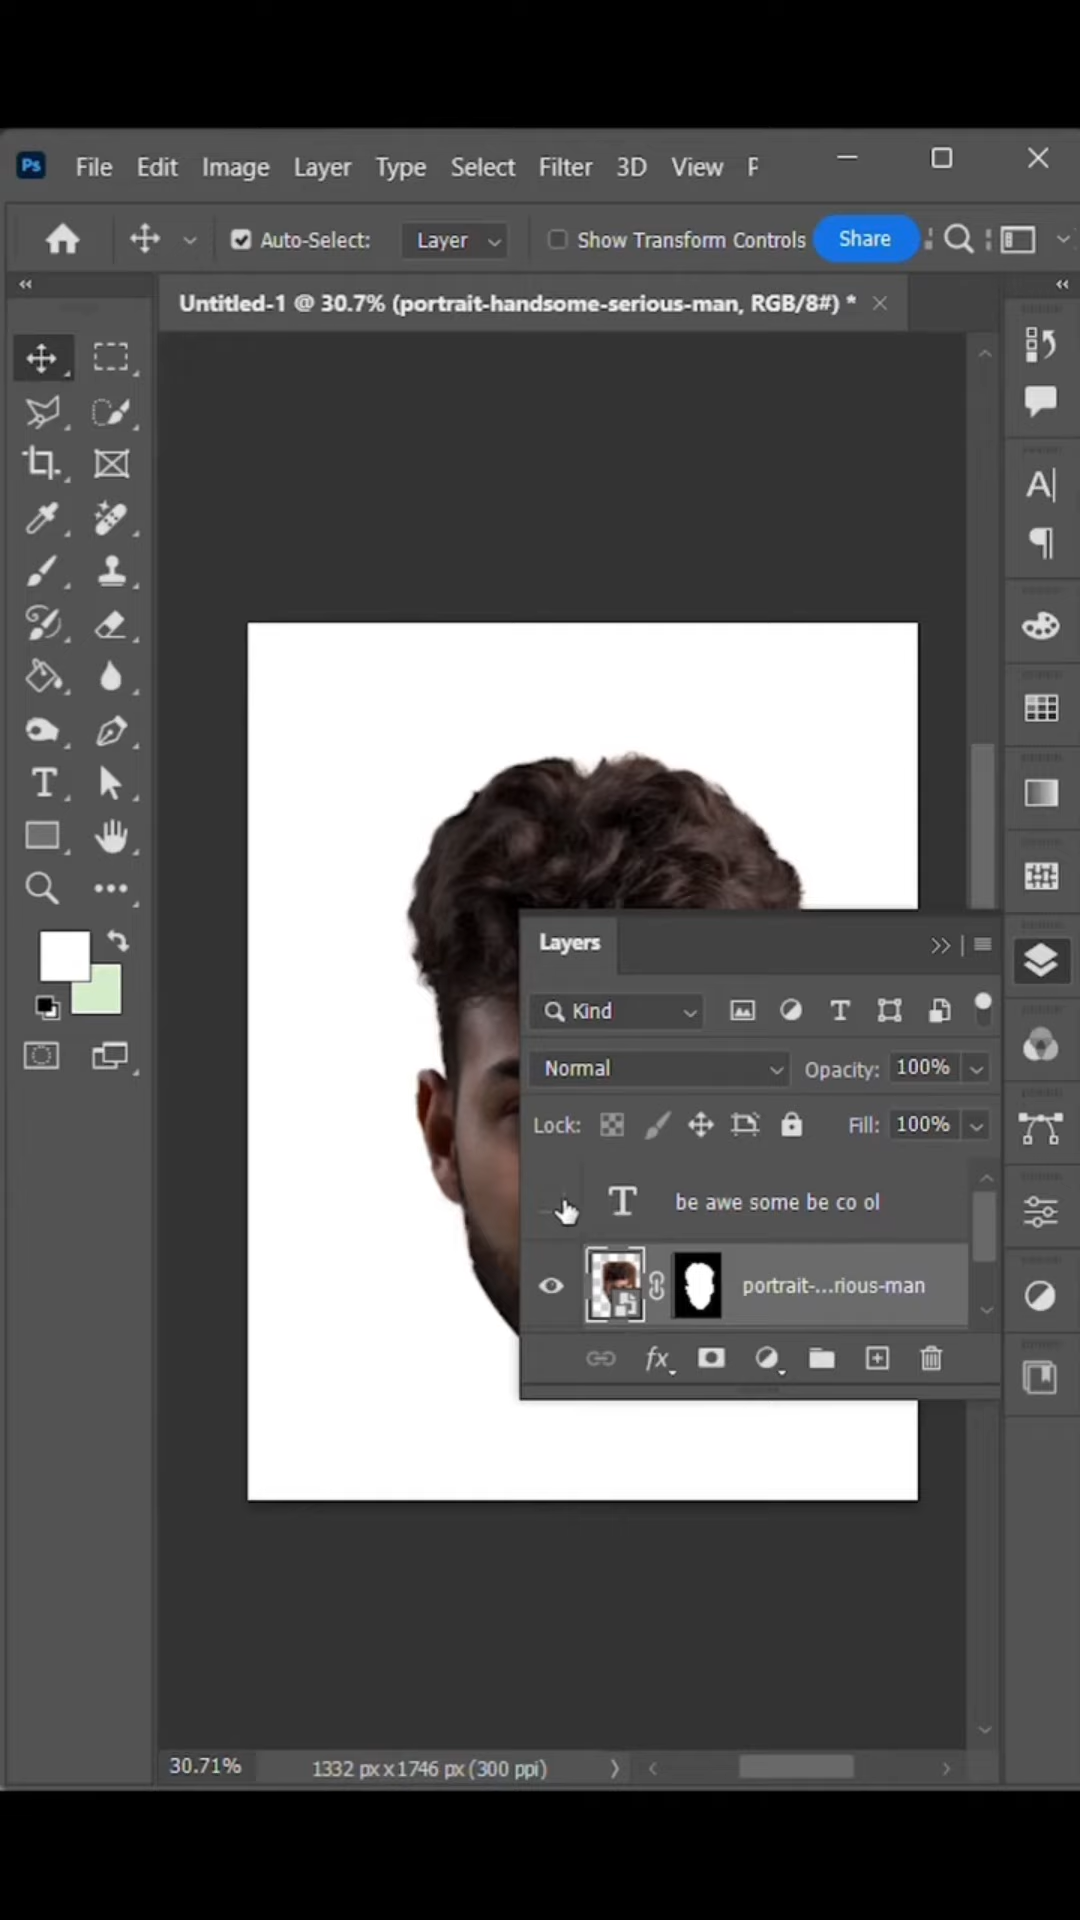 Ps File Edit Image Layer Type Select Filter 3D View P
Auto-Select: Layer Show Transform Controls Share
Untitled-1 @ 30.7% (portrait-handsome-serious-man, RGB/8#) *
Layers
Kind
Normal Opacity: 100%
Lock: Fill: 100%
be awe some be co ol
portrait-...rious-man
fx
30.71% 1332 px x 1746 px (300 ppi)